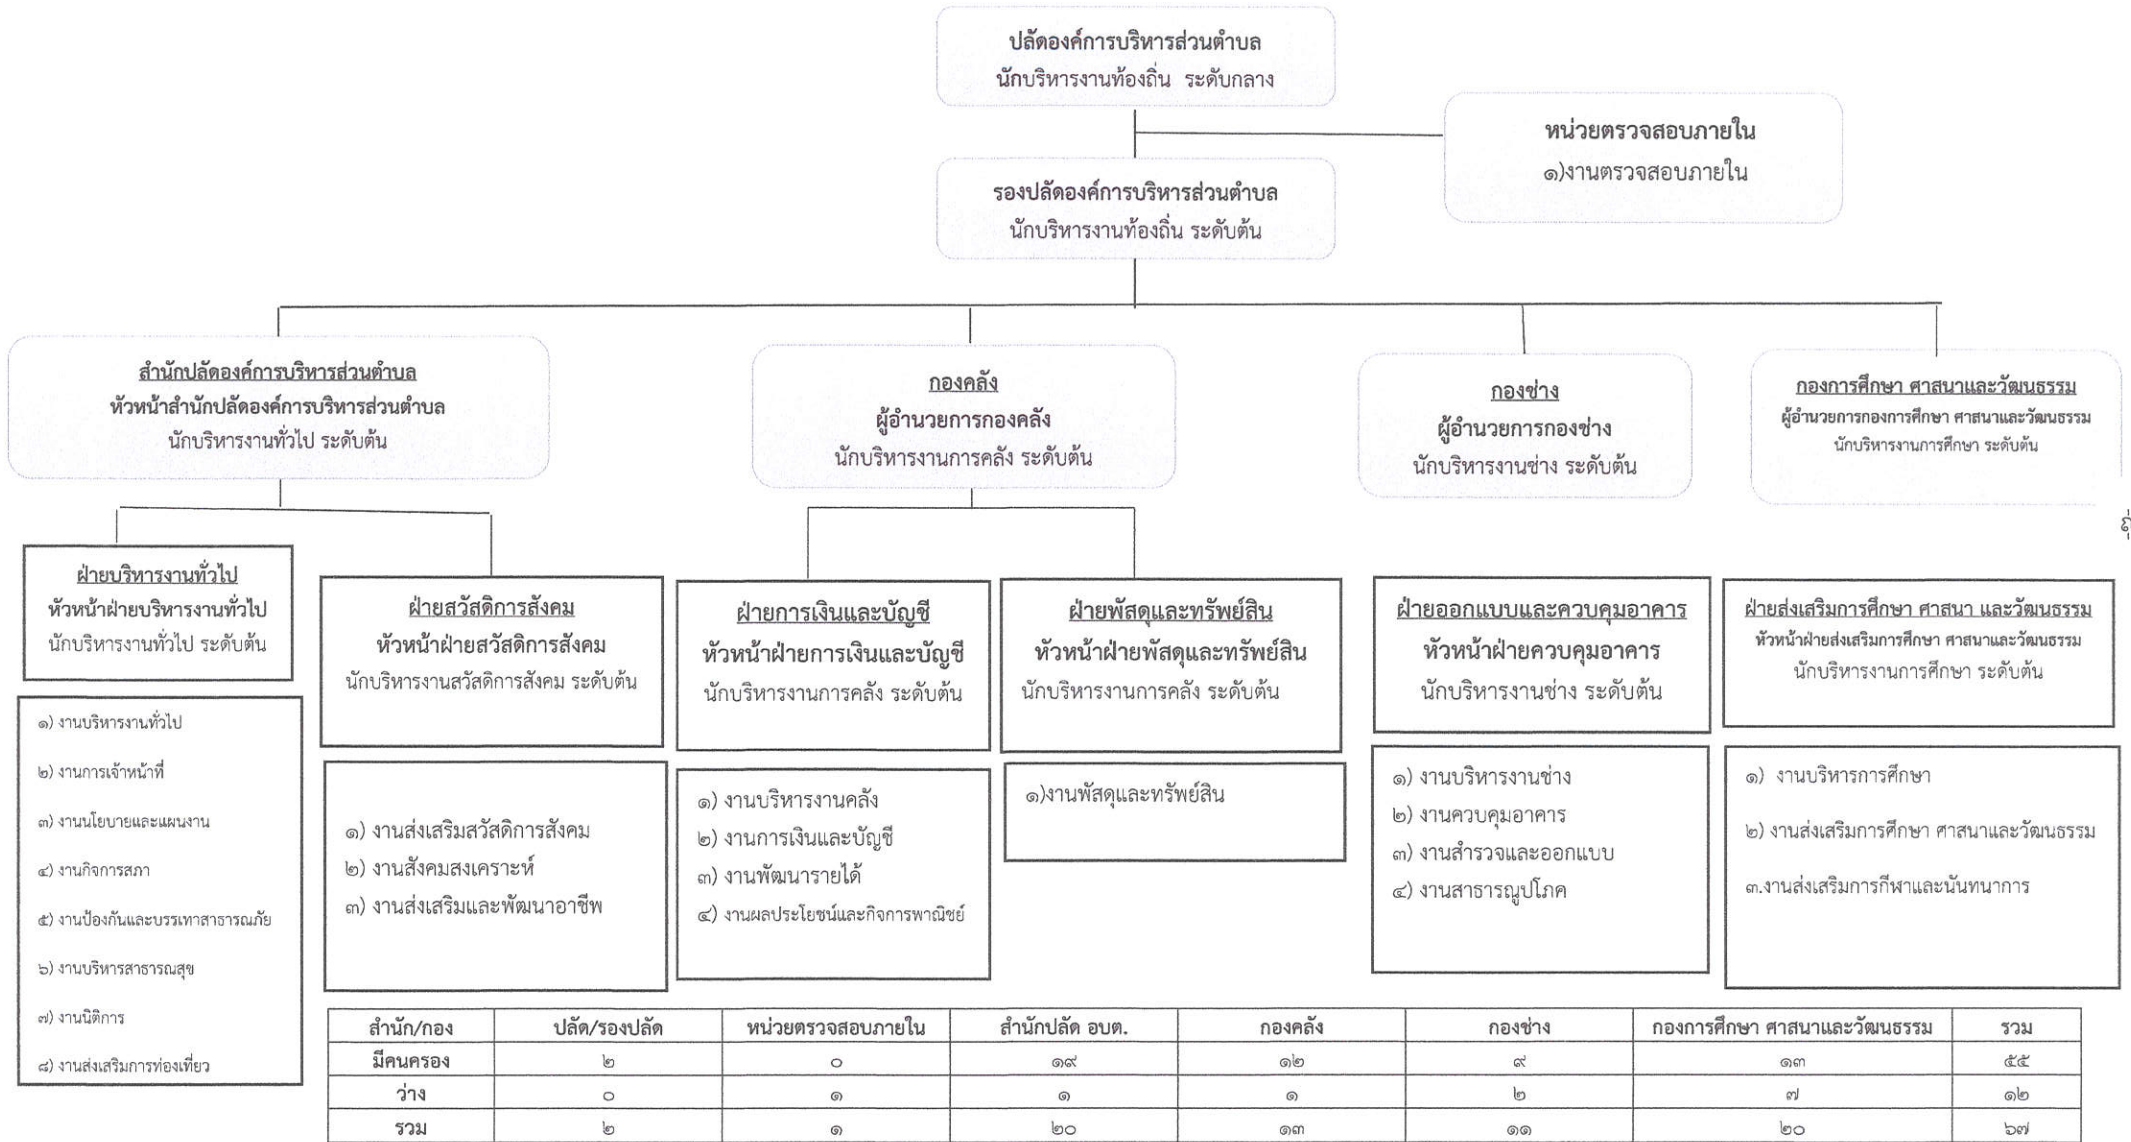 ปลัดองค์การบริหารส่วนตำบล
นักบริหารงานท้องถิ่น ระดับกลาง
หน่วยตรวจสอบภายใน
๑)งานตรวจสอบภายใน
รองปลัดองค์การบริหารส่วนตำบล
นักบริหารงานท้องถิ่น ระดับต้น
สำนักปลัดองค์การบริหารส่วนตำบล
หัวหน้าสำนักปลัดองค์การบริหารส่วนตำบล
นักบริหารงานทั่วไป ระดับต้น
กองคลัง
ผู้อำนวยการกองคลัง
นักบริหารงานการคลัง ระดับต้น
กองช่าง
ผู้อำนวยการกองช่าง
นักบริหารงานช่าง ระดับต้น
กองการศึกษา ศาสนาและวัฒนธรรม
ผู้อำนวยการกองการศึกษา ศาสนาและวัฒนธรรม
นักบริหารงานการศึกษา ระดับต้น
ฝ่ายบริหารงานทั่วไป
หัวหน้าฝ่ายบริหารงานทั่วไป
นักบริหารงานทั่วไป ระดับต้น
๑) งานบริหารงานทั่วไป
๒) งานการเจ้าหน้าที่
๓) งานนโยบายและแผนงาน
๔) งานกิจการสภา
๕) งานป้องกันและบรรเทาสาธารณภัย
๖) งานบริหารสาธารณสุข
๗) งานนิติการ
๘) งานส่งเสริมการท่องเที่ยว
ฝ่ายสวัสดิการสังคม
หัวหน้าฝ่ายสวัสดิการสังคม
นักบริหารงานสวัสดิการสังคม ระดับต้น
๑) งานส่งเสริมสวัสดิการสังคม
๒) งานสังคมสงเคราะห์
๓) งานส่งเสริมและพัฒนาอาชีพ
ฝ่ายการเงินและบัญชี
หัวหน้าฝ่ายการเงินและบัญชี
นักบริหารงานการคลัง ระดับต้น
๑) งานบริหารงานคลัง
๒) งานการเงินและบัญชี
๓) งานพัฒนารายได้
๔) งานผลประโยชน์และกิจการพาณิชย์
ฝ่ายพัสดุและทรัพย์สิน
หัวหน้าฝ่ายพัสดุและทรัพย์สิน
นักบริหารงานการคลัง ระดับต้น
๑)งานพัสดุและทรัพย์สิน
ฝ่ายออกแบบและควบคุมอาคาร
หัวหน้าฝ่ายควบคุมอาคาร
นักบริหารงานช่าง ระดับต้น
๑) งานบริหารงานช่าง
๒) งานควบคุมอาคาร
๓) งานสำรวจและออกแบบ
๔) งานสาธารณูปโภค
ฝ่ายส่งเสริมการศึกษา ศาสนา และวัฒนธรรม
หัวหน้าฝ่ายส่งเสริมการศึกษา ศาสนาและวัฒนธรรม
นักบริหารงานการศึกษา ระดับต้น
๑) งานบริหารการศึกษา
๒) งานส่งเสริมการศึกษา ศาสนาและวัฒนธรรม
๓.งานส่งเสริมการกีฬาและนันทนาการ
สำนัก/กอง ปลัด/รองปลัด หน่วยตรวจสอบภายใน สำนักปลัด อบต. กองคลัง กองช่าง กองการศึกษา ศาสนาและวัฒนธรรม รวม
มีคนครอง ๒ ๐ ๑๙ ๑๒ ๙ ๑๓ ๕๕
ว่าง ๐ ๑ ๑ ๑ ๒ ๗ ๑๒
รวม ๒ ๑ ๒๐ ๑๓ ๑๑ ๒๐ ๖๗